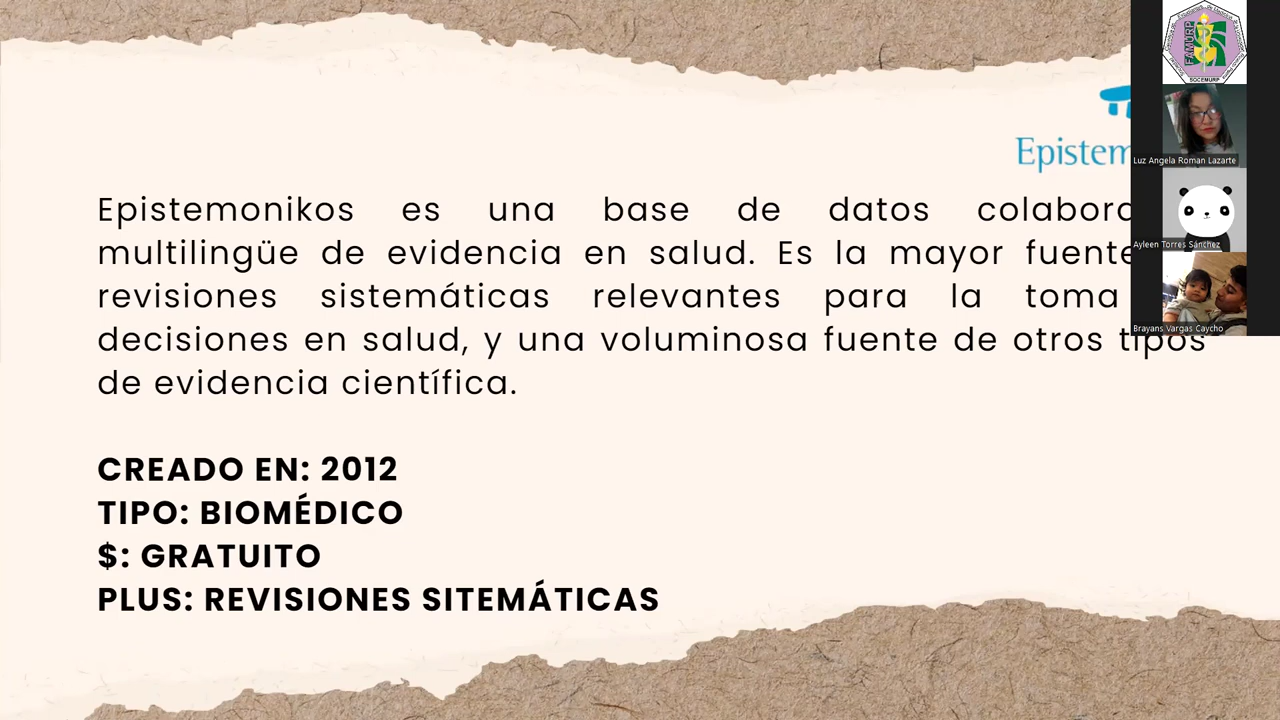 Epistem
Epistemonikos es una base de datos
multilingüe de evidencia en salud. Es la mayor fuente
revisiones sistemáticas relevantes para la toma
decisiones en salud, y una voluminosa fuente de otros tipos
de evidencia científica.
CREADO EN: 2012
TIPO: BIOMÉDICO
$: GRATUITO
PLUS: REVISIONES SITEMÁTICAS
FAMURP
SOCEMURP
Luz Angela Roman Lazarte
Ayleen Torres Sánchez
Brayans Vargas Caycho